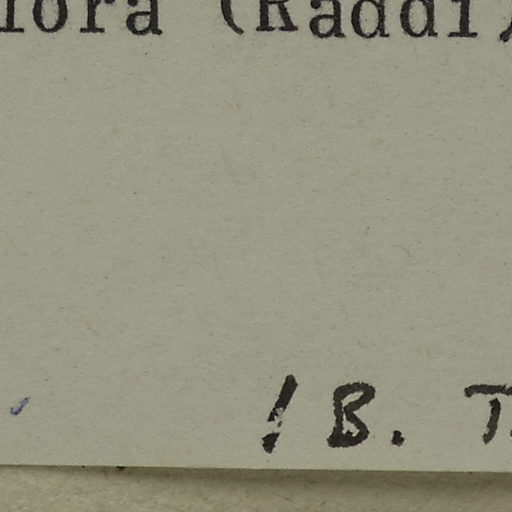 lora (Raddi)
! B. T.